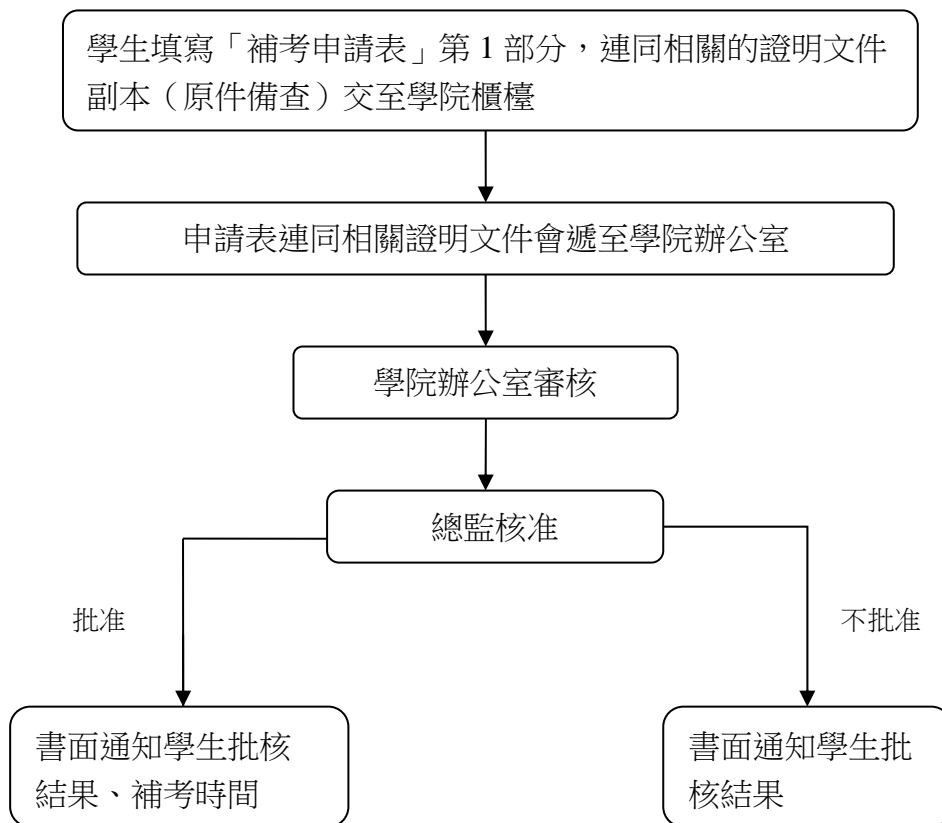 學生填寫「補考申請表」第 1 部分，連同相關的證明文件
副本（原件備查）交至學院櫃檯
申請表連同相關證明文件會遞至學院辦公室
學院辦公室審核
總監核准
批准
不批准
書面通知學生批核
結果、補考時間
書面通知學生批
核結果